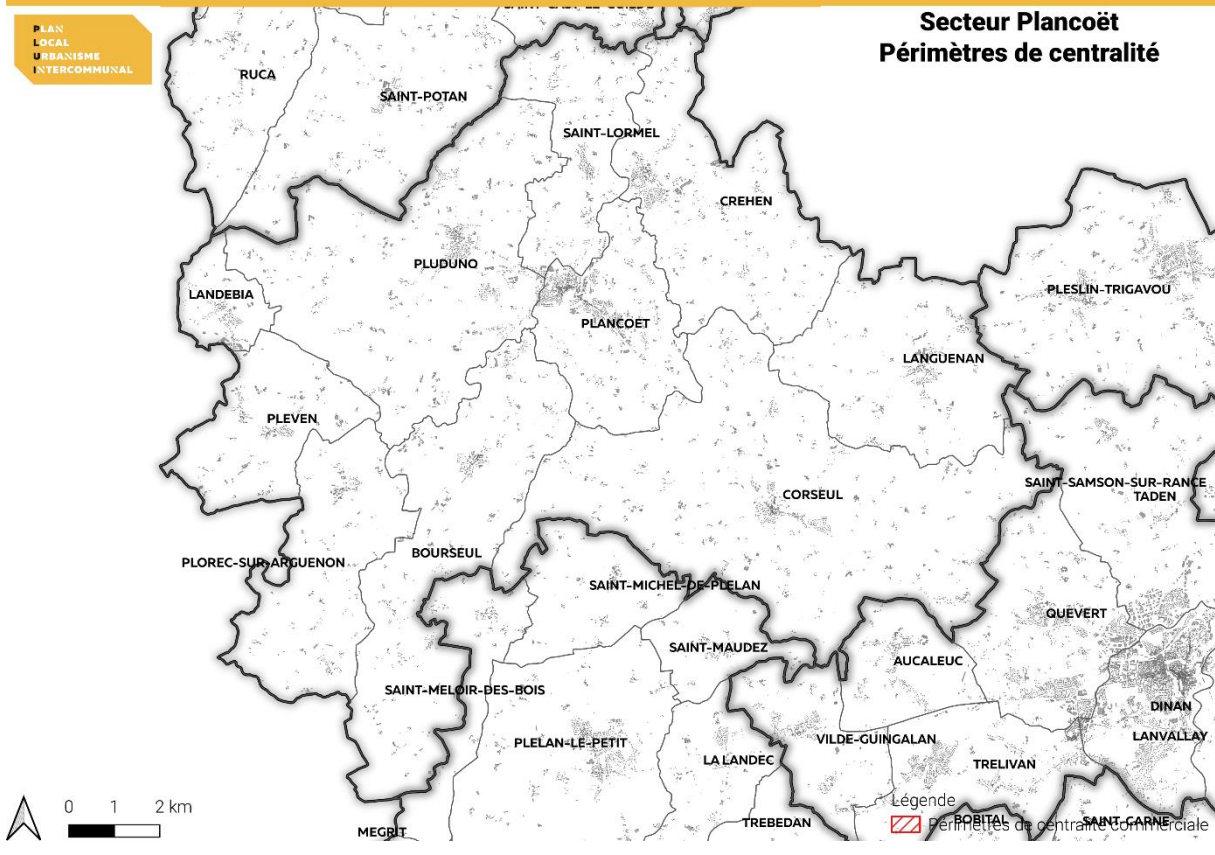 PLAN
LOCAL
URBANISME
INTERCOMMUNAL
Secteur Plancoët
Périmètres de centralité
RUCA
SAINT-POTAN
SAINT-LORMEL
CREHEN
PLUDUNO
LANDEBIA
PLESLIN-TRIGAVOU
PLANCOET
LANGUENAN
PLEVEN
SAINT-SAMSON-SUR-RANCE
TADEN
CORSEUL
BOURSEUL
PLOREC-SUR-ARGUENON
SAINT-MICHEL-DE-PLELAN
QUEVERT
SAINT-MAUDEZ
AUCALEUC
SAINT-MELOIR-DES-BOIS
DINAN
PLELAN-LE-PETIT
VILDE-GUINGALAN
LANVALLAY
LA LANDEC
TRELIVAN
0 1 2 km
Légende
MEGRIT
TREBEDAN
BOBITAL
SAINT-CARNE
Périmètres de centralité commerciale